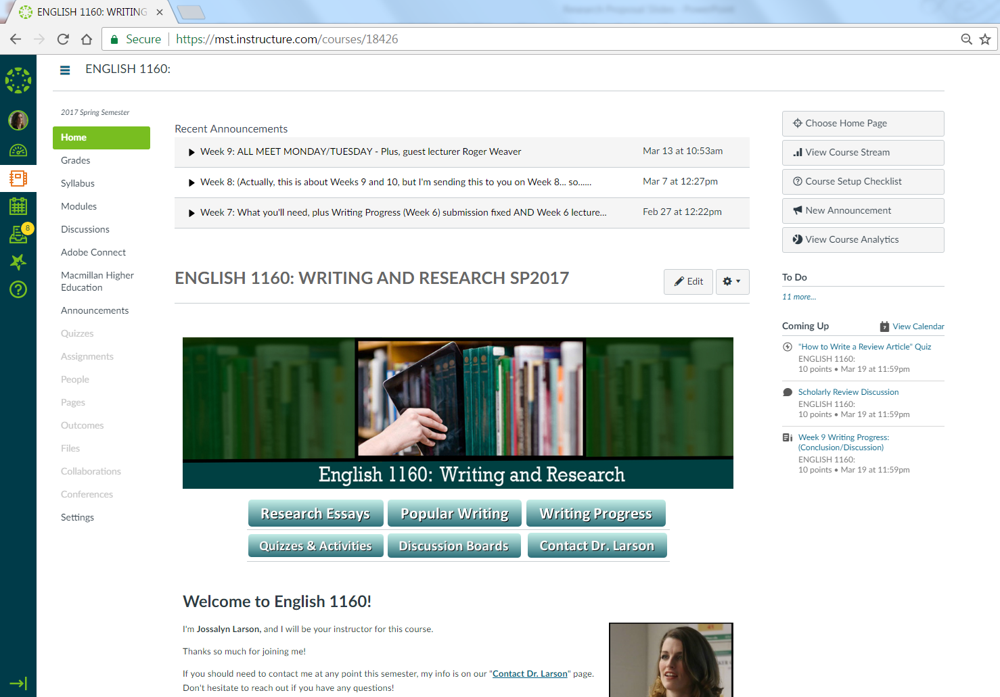 ENGLISH 1160: WRITING
Research Proposal Slides - PowerPoint
Secure
https://mst.instructure.com/courses/18426
ENGLISH 1160:
2017 Spring Semester
Home
Grades
Syllabus
Modules
Discussions
Adobe Connect
Macmillan Higher
Education
Announcements
Quizzes
Assignments
People
Pages
Outcomes
Files
Collaborations
Conferences
Settings
8
Recent Announcements
Week 9: ALL MEET MONDAY/TUESDAY - Plus, guest lecturer Roger Weaver Mar 13 at 10:53am
Week 8: (Actually, this is about Weeks 9 and 10, but I'm sending this to you on Week 8... so...... Mar 7 at 12:27pm
Week 7: What you'll need, plus Writing Progress (Week 6) submission fixed AND Week 6 lecture... Feb 27 at 12:22pm
ENGLISH 1160: WRITING AND RESEARCH SP2017
Edit
English 1160: Writing and Research
Research Essays Popular Writing Writing Progress
Quizzes & Activities Discussion Boards Contact Dr. Larson
Welcome to English 1160!
I'm Jossalyn Larson, and I will be your instructor for this course.
Thanks so much for joining me!
If you should need to contact me at any point this semester, my info is on our "Contact Dr. Larson" page.
Don't hesitate to reach out if you have any questions!
Choose Home Page
View Course Stream
Course Setup Checklist
New Announcement
View Course Analytics
To Do
11 more...
Coming Up
7 View Calendar
"How to Write a Review Article" Quiz
ENGLISH 1160:
10 points • Mar 19 at 11:59pm
Scholarly Review Discussion
ENGLISH 1160:
10 points • Mar 19 at 11:59pm
Week 9 Writing Progress:
(Conclusion/Discussion)
ENGLISH 1160:
10 points • Mar 19 at 11:59pm